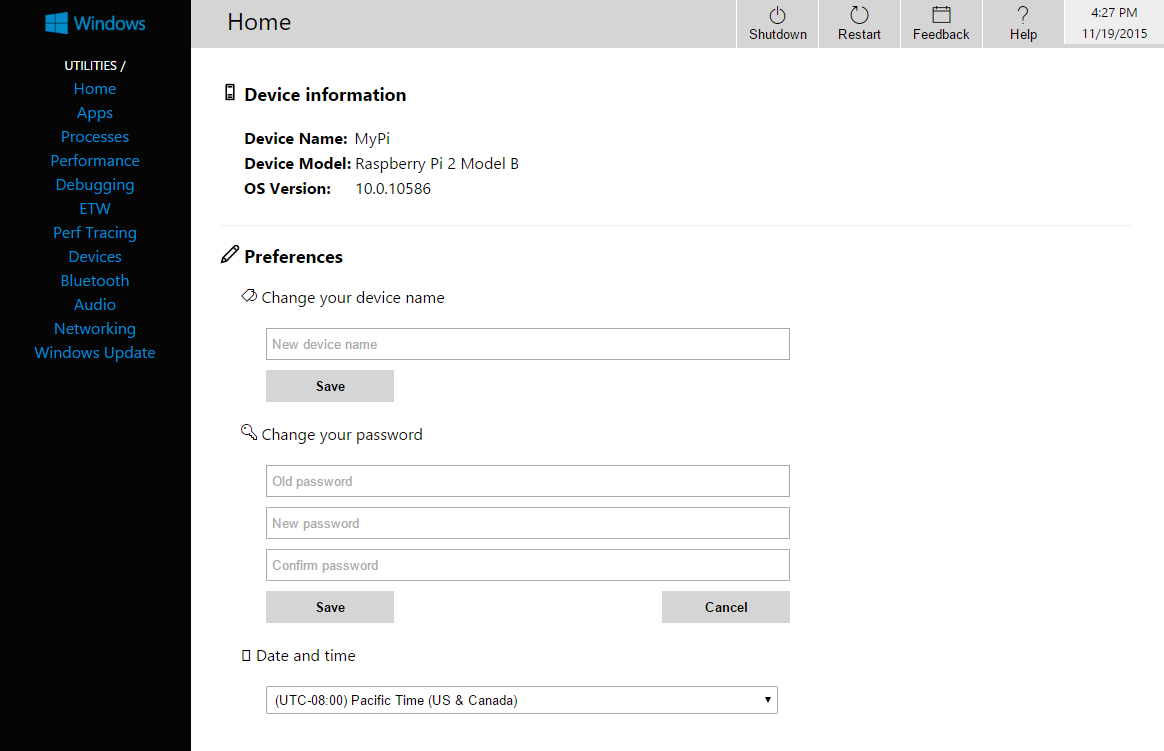 Windows
UTILITIES /
Home
Apps
Processes
Performance
Debugging
ETW
Perf Tracing
Devices
Bluetooth
Audio
Networking
Windows Update
Home
Shutdown
Restart
Feedback
Help
4:27 PM
11/19/2015
Device information
Device Name: MyPi
Device Model: Raspberry Pi 2 Model B
OS Version: 10.0.10586
Preferences
Change your device name
New device name
Save
Change your password
Old password
New password
Confirm password
Save Cancel
Date and time
(UTC-08:00) Pacific Time (US & Canada)